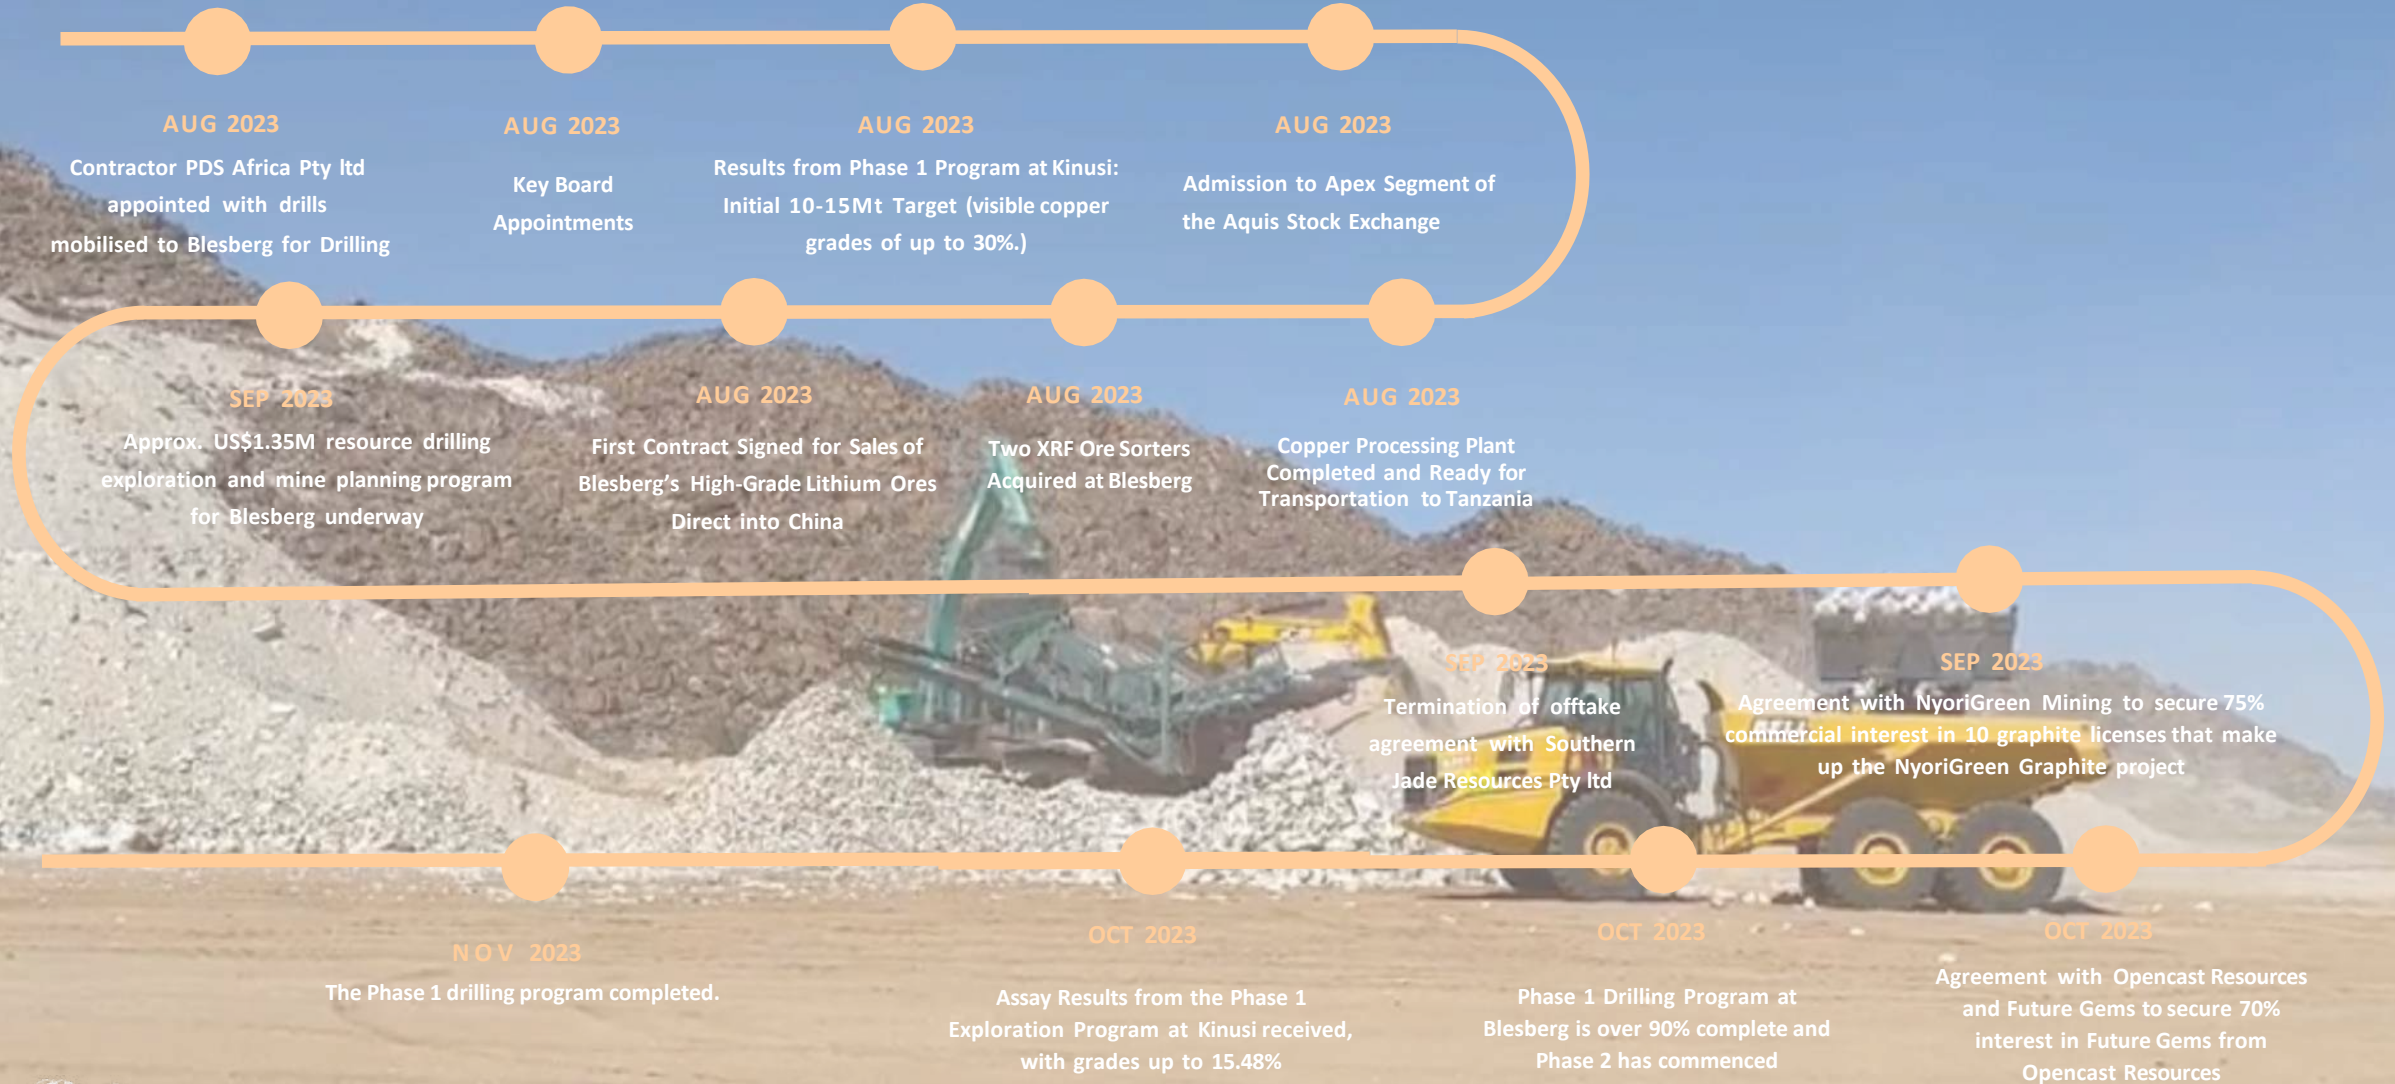 AUG 2023
Contractor PDS Africa Pty ltd
appointed with drills
mobilised to Blesberg for Drilling
AUG 2023
Key Board
Appointments
AUG 2023
Results from Phase 1 Program at Kinusi:
Initial 10-15Mt Target (visible copper
grades of up to 30%.)
AUG 2023
Admission to Apex Segment of
the Aquis Stock Exchange
SEP 2023
Approx. US$1.35M resource drilling
exploration and mine planning program
for Blesberg underway
AUG 2023
First Contract Signed for Sales of
Blesberg's High-Grade Lithium Ores
Direct into China
AUG 2023
Two XRF Ore Sorters
Acquired at Blesberg
AUG 2023
Copper Processing Plant
Completed and Ready for
Transportation to Tanzania
SEP 2023
Termination of offtake
agreement with Southern
Jade Resources Pty ltd
SEP 2023
Agreement with NyoriGreen Mining to secure 75%
commercial interest in 10 graphite licenses that make
up the NyoriGreen Graphite project
BELL
NOV 2023
The Phase 1 drilling program completed.
OCT 2023
Assay Results from the Phase 1
Exploration Program at Kinusi received,
with grades up to 15.48%
OCT 2023
Phase 1 Drilling Program at
Blesberg is over 90% complete and
Phase 2 has commenced
OCT 2023
Agreement with Opencast Resources
and Future Gems to secure 70%
interest in Future Gems from
Opencast Resources